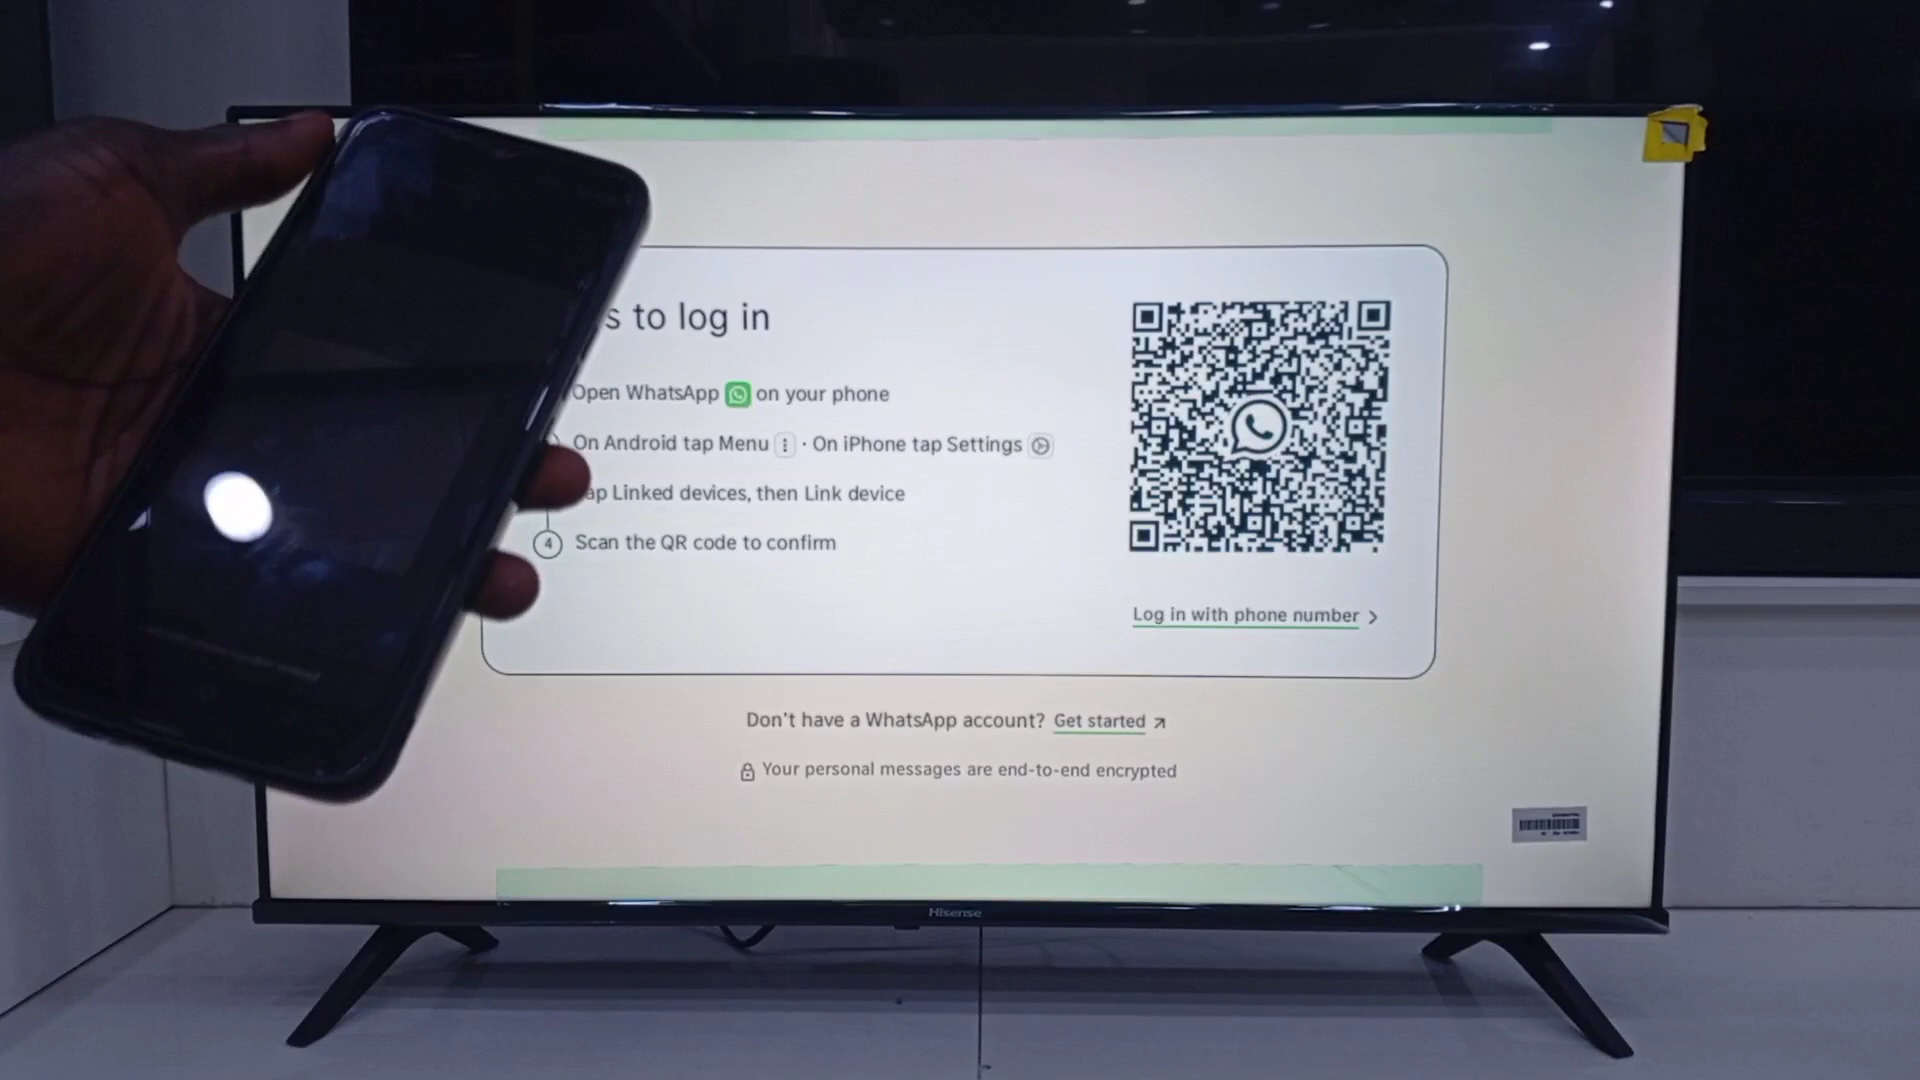 s to log in
Open WhatsApp on your phone
On Android tap Menu · On iPhone tap Settings
ap Linked devices, then Link device
4 Scan the QR code to confirm
Log in with phone number
Don't have a WhatsApp account? Get started
Your personal messages are end-to-end encrypted
Hisense